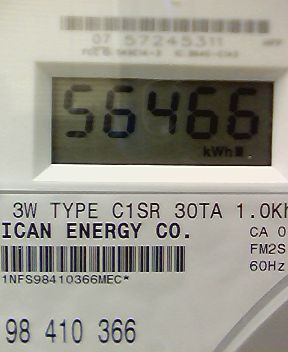 07 57245311
56466
kWh
3W TYPE C1SR 30TA 1.0Kh
ICAN ENERGY CO.
CA 0
FM2S
60Hz
1NFS98410366MEC*
98 410 366